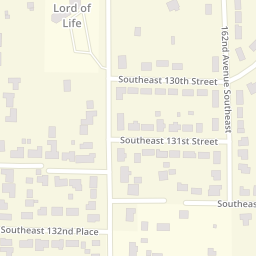 Lord of
Life
Southeast 130th Street
162nd Avenue Southeast
Southeast 131st Street
Southeas
Southeast 132nd Place